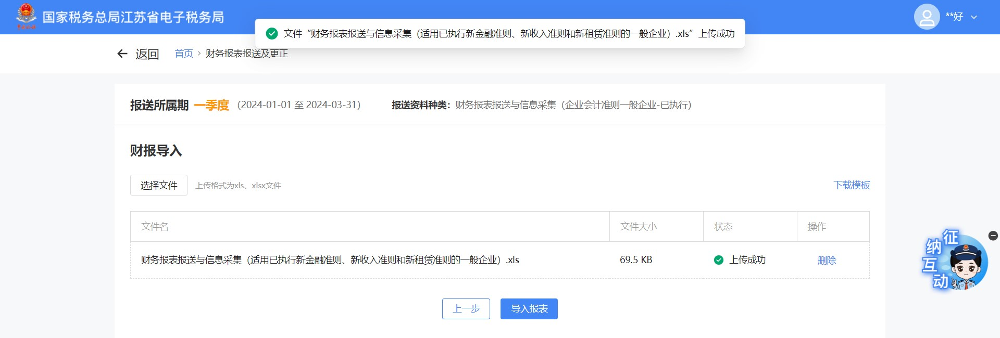 国家税务总局江苏省电子税务局
文件“财务报表报送与信息采集（适用已执行新金融准则、新收入准则和新租赁准则的一般企业）.xls”上传成功
**好
返回 首页 > 财务报表报送及更正
报送所属期 一季度 （2024-01-01 至 2024-03-31） 报送资料种类：财务报表报送与信息采集（企业会计准则一般企业-已执行）
财报导入
选择文件 上传格式为xls、xlsx文件 下载模板
文件名 文件大小 状态 操作
财务报表报送与信息采集（适用已执行新金融准则、新收入准则和新租赁准则的一般企业）.xls 69.5 KB 上传成功 删除
征纳互动
上一步 导入报表